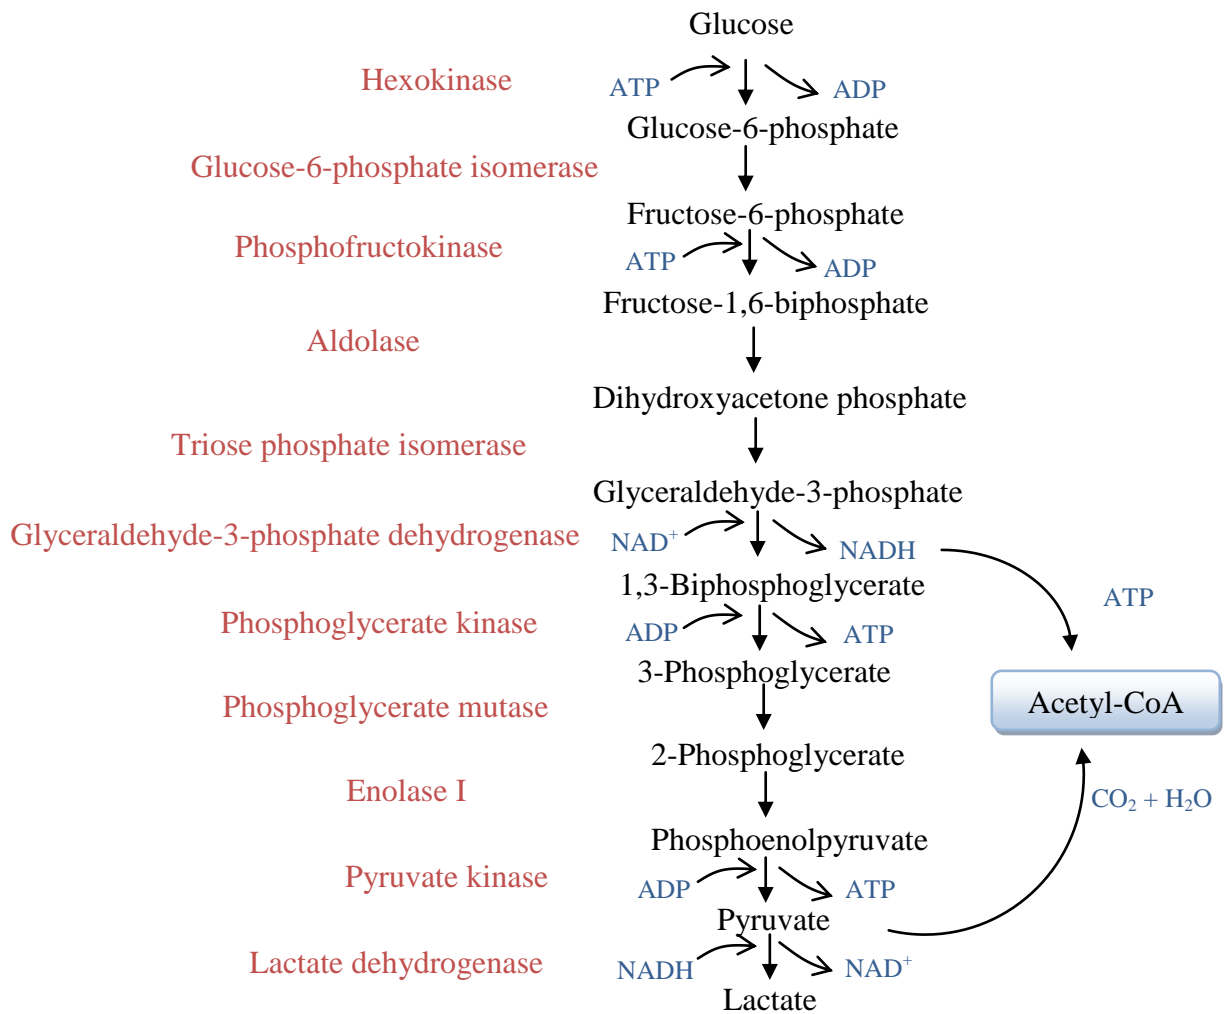 Glucose
Hexokinase
ATP
ADP
Glucose-6-phosphate
Glucose-6-phosphate isomerase
Fructose-6-phosphate
Phosphofructokinase
ATP
ADP
Fructose-1,6-biphosphate
Aldolase
Dihydroxyacetone phosphate
Triose phosphate isomerase
Glyceraldehyde-3-phosphate
Glyceraldehyde-3-phosphate dehydrogenase
NAD⁺
NADH
1,3-Biphosphoglycerate
ATP
Phosphoglycerate kinase
ADP
ATP
3-Phosphoglycerate
Acetyl-CoA
Phosphoglycerate mutase
2-Phosphoglycerate
Enolase I
CO₂ + H₂O
Phosphoenolpyruvate
Pyruvate kinase
ADP
ATP
Pyruvate
Lactate dehydrogenase
NADH
NAD⁺
Lactate